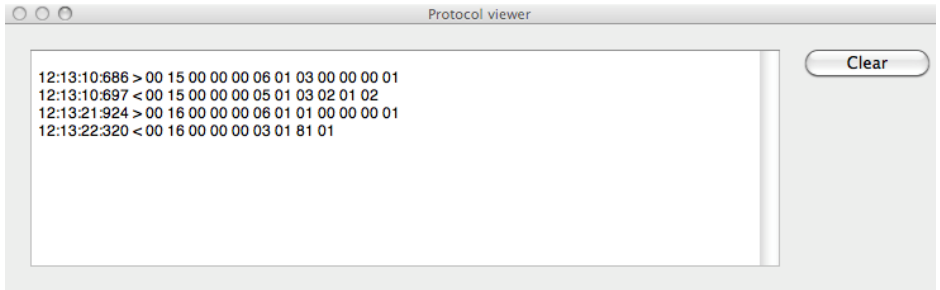 Protocol viewer
Clear
12:13:10:686 > 00 15 00 00 00 06 01 03 00 00 00 01
12:13:10:697 < 00 15 00 00 00 05 01 03 02 01 02
12:13:21:924 > 00 16 00 00 00 06 01 01 00 00 00 01
12:13:22:320 < 00 16 00 00 00 03 01 81 01